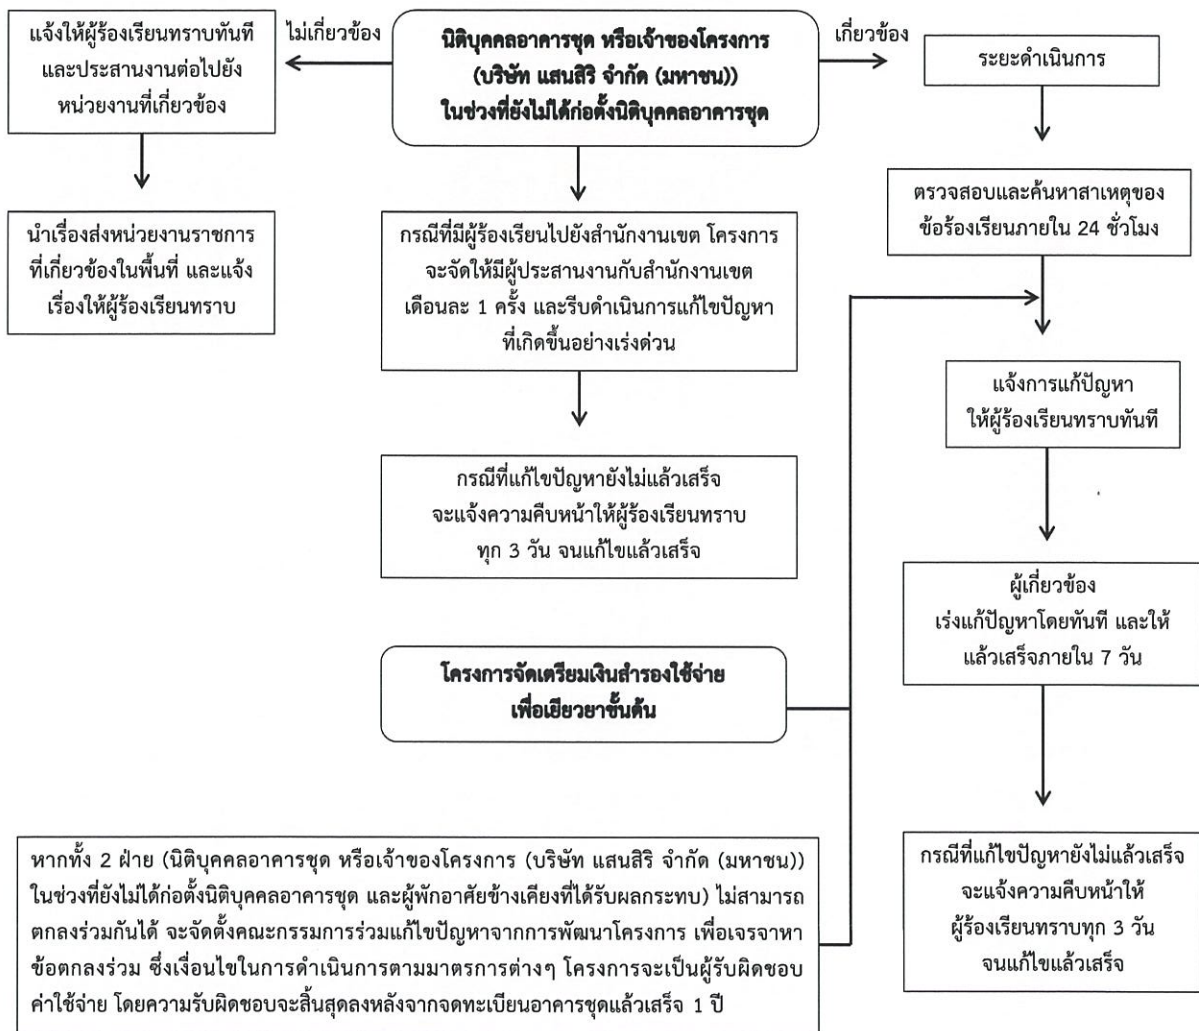 แจ้งให้ผู้ร้องเรียนทราบทันที
และประสานงานต่อไปยัง
หน่วยงานที่เกี่ยวข้อง
ไม่เกี่ยวข้อง
นิติบุคคลอาคารชุด หรือเจ้าของโครงการ
(บริษัท แสนสิริ จำกัด (มหาชน))
ในช่วงที่ยังไม่ได้ก่อตั้งนิติบุคคลอาคารชุด
เกี่ยวข้อง
ระยะดำเนินการ
นำเรื่องส่งหน่วยงานราชการ
ที่เกี่ยวข้องในพื้นที่ และแจ้ง
เรื่องให้ผู้ร้องเรียนทราบ
กรณีที่มีผู้ร้องเรียนไปยังสำนักงานเขต โครงการ
จะจัดให้มีผู้ประสานงานกับสำนักงานเขต
เดือนละ 1 ครั้ง และรีบดำเนินการแก้ไขปัญหา
ที่เกิดขึ้นอย่างเร่งด่วน
ตรวจสอบและค้นหาสาเหตุของ
ข้อร้องเรียนภายใน 24 ชั่วโมง
แจ้งการแก้ปัญหา
ให้ผู้ร้องเรียนทราบทันที
กรณีที่แก้ไขปัญหายังไม่แล้วเสร็จ
จะแจ้งความคืบหน้าให้ผู้ร้องเรียนทราบ
ทุก 3 วัน จนแก้ไขแล้วเสร็จ
ผู้เกี่ยวข้อง
เร่งแก้ปัญหาโดยทันที และให้
แล้วเสร็จภายใน 7 วัน
โครงการจัดเตรียมเงินสำรองใช้จ่าย
เพื่อเยียวยาขั้นต้น
กรณีที่แก้ไขปัญหายังไม่แล้วเสร็จ
จะแจ้งความคืบหน้าให้
ผู้ร้องเรียนทราบทุก 3 วัน
จนแก้ไขแล้วเสร็จ
หากทั้ง 2 ฝ่าย (นิติบุคคลอาคารชุด หรือเจ้าของโครงการ (บริษัท แสนสิริ จำกัด (มหาชน))
ในช่วงที่ยังไม่ได้ก่อตั้งนิติบุคคลอาคารชุด และผู้พักอาศัยข้างเคียงที่ได้รับผลกระทบ) ไม่สามารถ
ตกลงร่วมกันได้ จะจัดตั้งคณะกรรมการร่วมแก้ไขปัญหาจากการพัฒนาโครงการ เพื่อเจรจาหา
ข้อตกลงร่วม ซึ่งเงื่อนไขในการดำเนินการตามมาตรการต่างๆ โครงการจะเป็นผู้รับผิดชอบ
ค่าใช้จ่าย โดยความรับผิดชอบจะสิ้นสุดลงหลังจากจดทะเบียนอาคารชุดแล้วเสร็จ 1 ปี